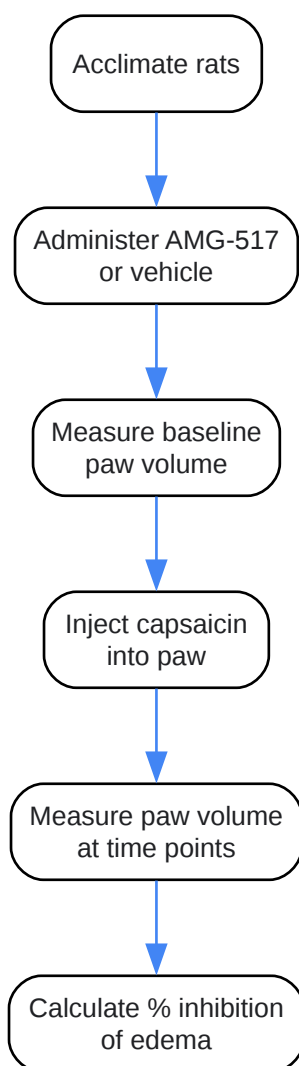 Acclimate rats
Administer AMG-517
or vehicle
Measure baseline
paw volume
Inject capsaicin
into paw
Measure paw volume
at time points
Calculate % inhibition
of edema